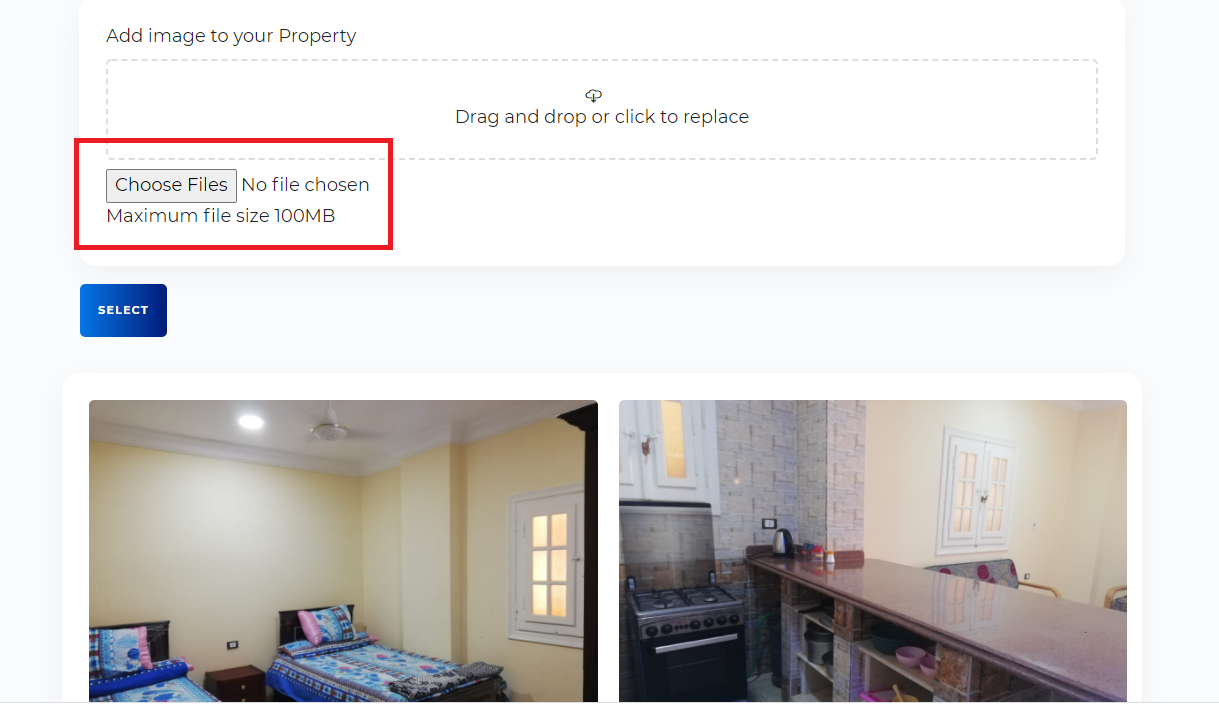 Add image to your Property
Drag and drop or click to replace
Choose Files No file chosen
Maximum file size 100MB
SELECT